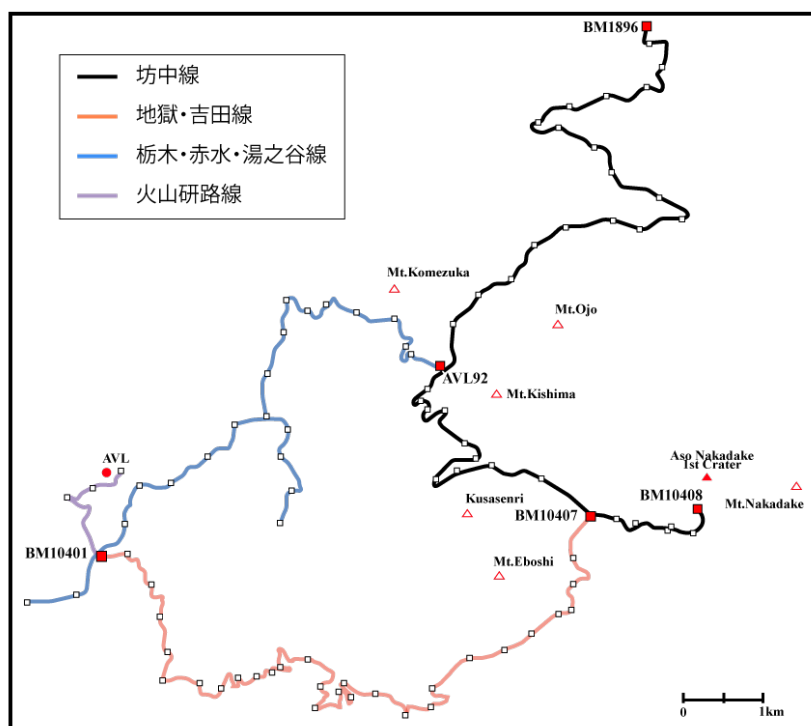 BM1896
坊中線
地獄・吉田線
栃木・赤水・湯之谷線
火山研路線
Mt.Komezuka
Mt.Ojo
AVL92
Mt.Kishima
AVL
Aso Nakadake
1st Crater
BM10408
Mt.Nakadake
Kusasenri
BM10407
BM10401
Mt.Eboshi
0
1km